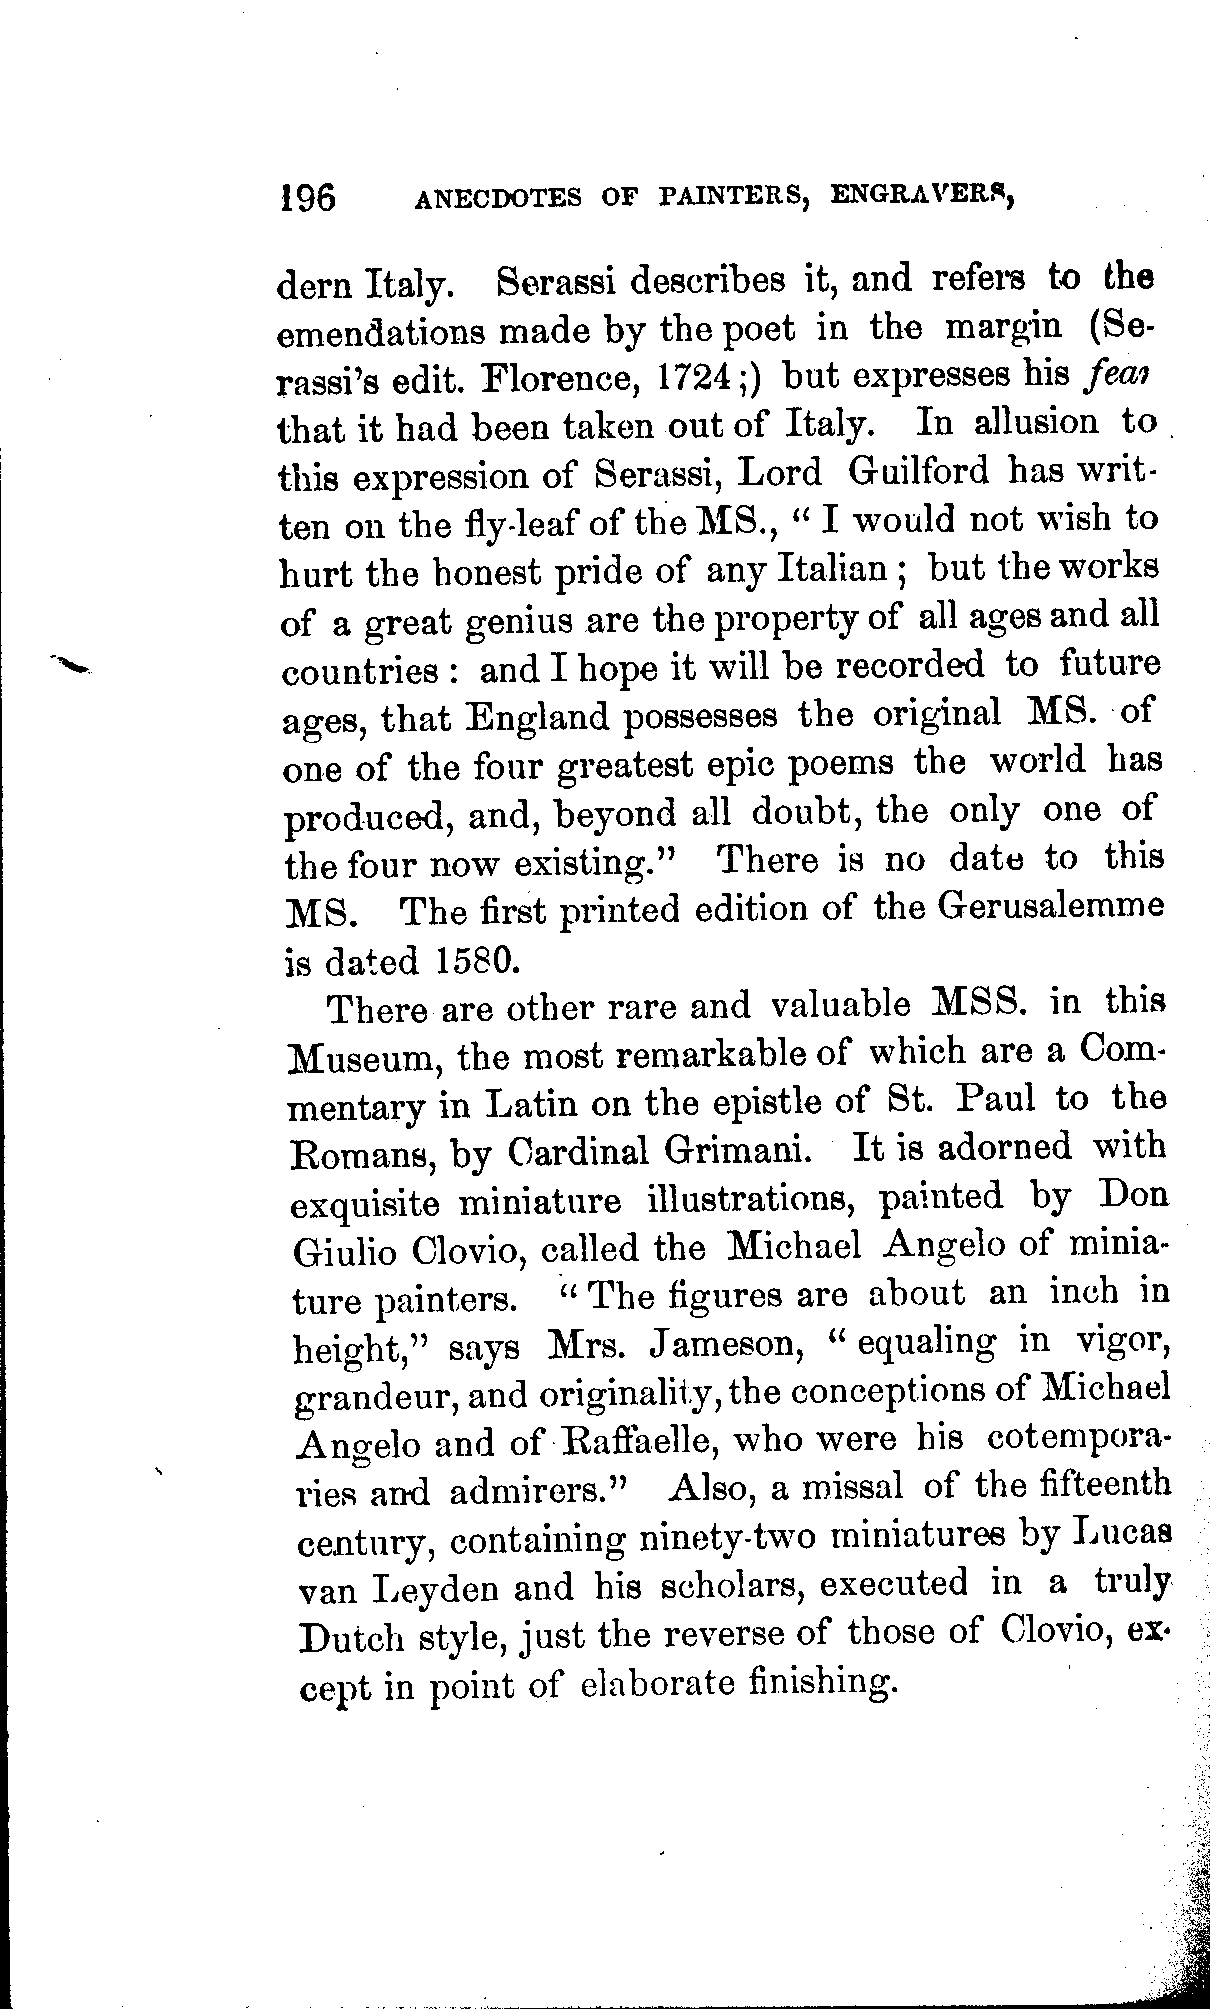 196 ANECDOTES OF PAINTERS, ENGRAVERS,
dern Italy. Serassi describes it, and refers to the
emendations made by the poet in the margin (Se-
rassi's edit. Florence, 1724;) but expresses his fear
that it had been taken out of Italy. In allusion to
this expression of Serassi, Lord Guilford has writ-
ten on the fly-leaf of the MS., “ I would not wish to
hurt the honest pride of any Italian ; but the works
of a great genius are the property of all ages and all
countries : and I hope it will be recorded to future
ages, that England possesses the original MS. of
one of the four greatest epic poems the world has
produced, and, beyond all doubt, the only one of
the four now existing.” There is no date to this
MS. The first printed edition of the Gerusalemme
is dated 1580.
There are other rare and valuable MSS. in this
Museum, the most remarkable of which are a Com-
mentary in Latin on the epistle of St. Paul to the
Romans, by Cardinal Grimani. It is adorned with
exquisite miniature illustrations, painted by Don
Giulio Clovio, called the Michael Angelo of minia-
ture painters. “ The figures are about an inch in
height,” says Mrs. Jameson, “ equaling in vigor,
grandeur, and originality, the conceptions of Michael
Angelo and of Raffaelle, who were his cotempora-
ries and admirers.” Also, a missal of the fifteenth
century, containing ninety-two miniatures by Lucas
van Leyden and his scholars, executed in a truly
Dutch style, just the reverse of those of Clovio, ex-
cept in point of elaborate finishing.